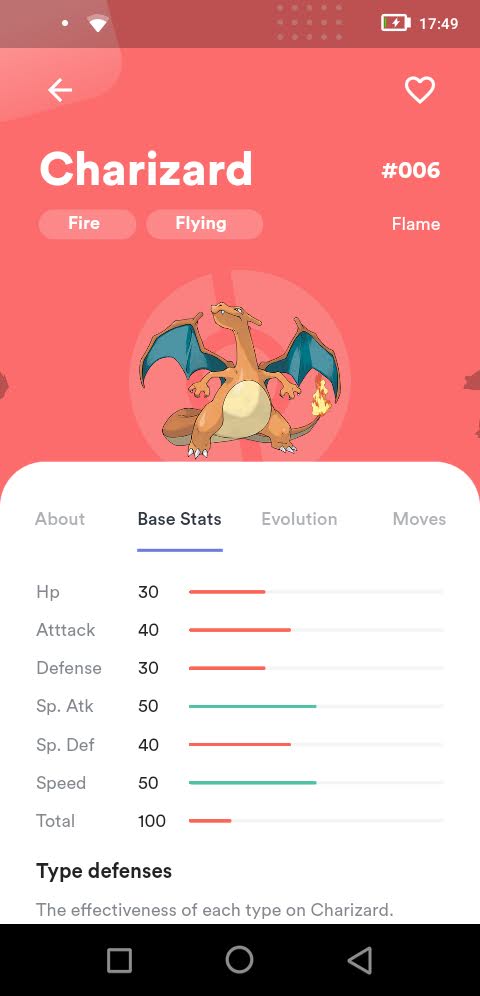 17:49
Charizard
#006
Fire
Flying
Flame
About
Base Stats
Evolution
Moves
Hp 30
Atttack 40
Defense 30
Sp. Atk 50
Sp. Def 40
Speed 50
Total 100
Type defenses
The effectiveness of each type on Charizard.